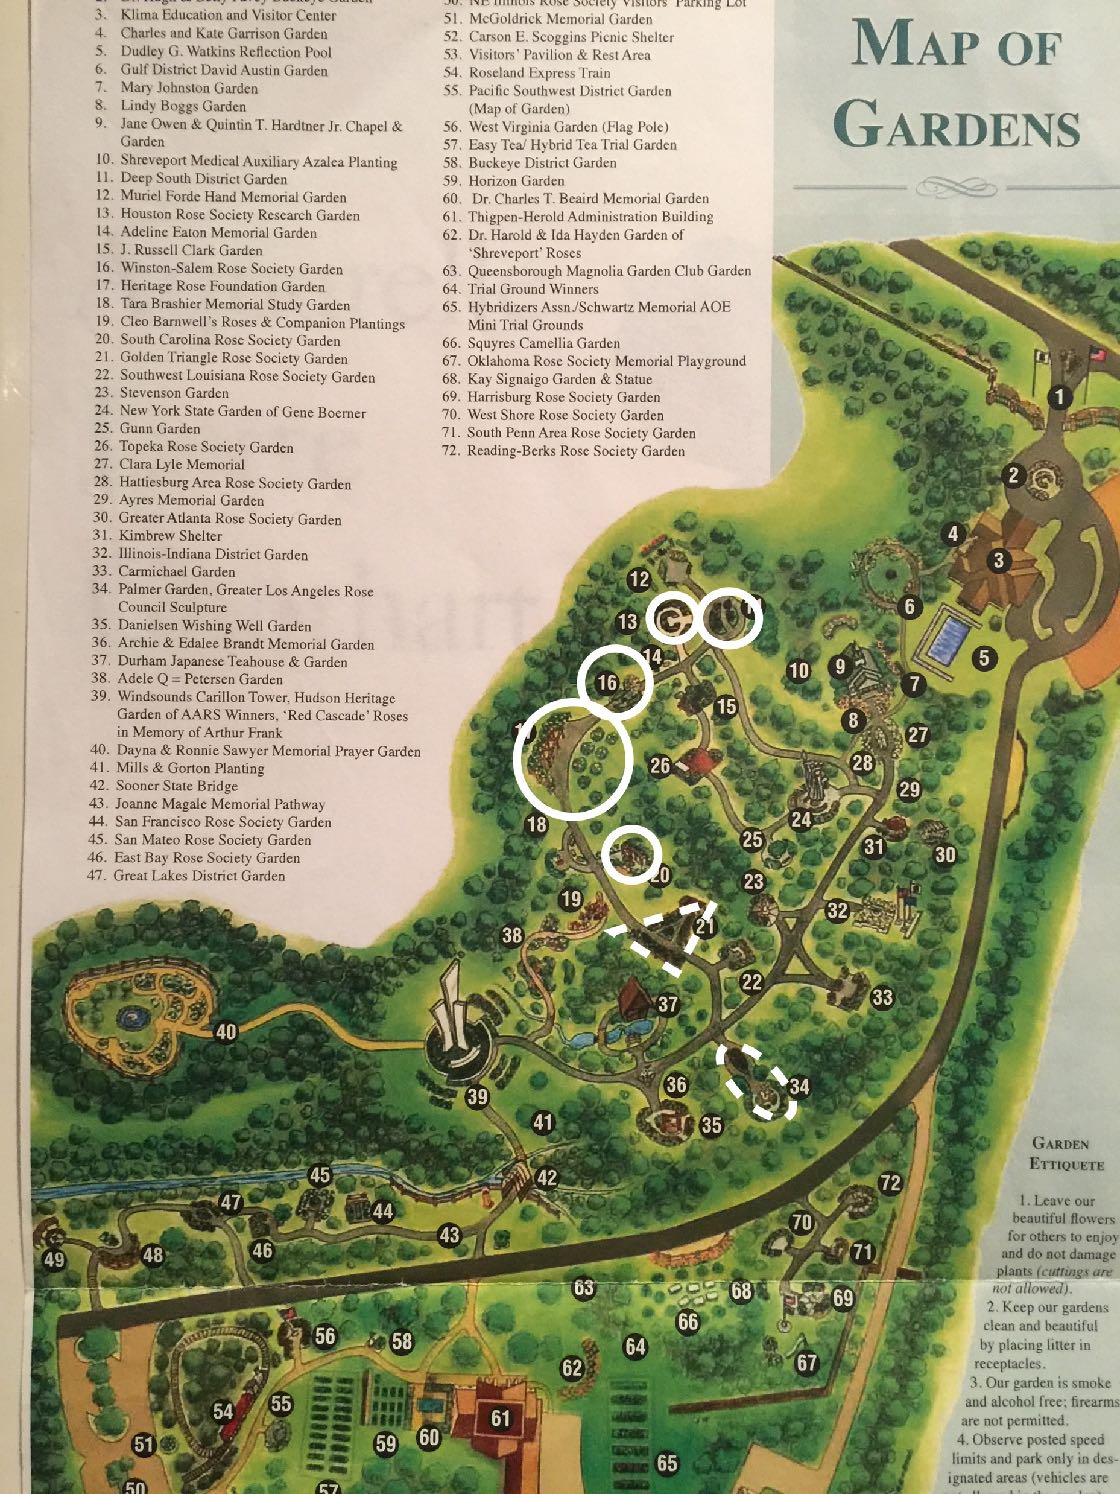 3. Klima Education and Visitor Center
4. Charles and Kate Garrison Garden
5. Dudley G. Watkins Reflection Pool
6. Gulf District David Austin Garden
7. Mary Johnston Garden
8. Lindy Boggs Garden
9. Jane Owen & Quintin T. Hardtner Jr. Chapel &
Garden
10. Shreveport Medical Auxiliary Azalea Planting
11. Deep South District Garden
12. Muriel Forde Hand Memorial Garden
13. Houston Rose Society Research Garden
14. Adeline Eaton Memorial Garden
15. J. Russell Clark Garden
16. Winston-Salem Rose Society Garden
17. Heritage Rose Foundation Garden
18. Tara Brashier Memorial Study Garden
19. Cleo Barnwell's Roses & Companion Plantings
20. South Carolina Rose Society Garden
21. Golden Triangle Rose Society Garden
22. Southwest Louisiana Rose Society Garden
23. Stevenson Garden
24. New York State Garden of Gene Boerner
25. Gunn Garden
26. Topeka Rose Society Garden
27. Clara Lyle Memorial
28. Hattiesburg Area Rose Society Garden
29. Ayres Memorial Garden
30. Greater Atlanta Rose Society Garden
31. Kimbrew Shelter
32. Illinois-Indiana District Garden
33. Carmichael Garden
34. Palmer Garden, Greater Los Angeles Rose
Council Sculpture
35. Danielsen Wishing Well Garden
36. Archie & Edalee Brandt Memorial Garden
37. Durham Japanese Teahouse & Garden
38. Adele Q = Petersen Garden
39. Windsounds Carillon Tower, Hudson Heritage
Garden of AARS Winners, 'Red Cascade' Roses
in Memory of Arthur Frank
40. Dayna & Ronnie Sawyer Memorial Prayer Garden
41. Mills & Gorton Planting
42. Sooner State Bridge
43. Joanne Magale Memorial Pathway
44. San Francisco Rose Society Garden
45. San Mateo Rose Society Garden
46. East Bay Rose Society Garden
47. Great Lakes District Garden
50. NE Illinois Rose Society Visitors' Parking Lot
51. McGoldrick Memorial Garden
52. Carson E. Scoggins Picnic Shelter
53. Visitors' Pavilion & Rest Area
54. Roseland Express Train
55. Pacific Southwest District Garden
(Map of Garden)
56. West Virginia Garden (Flag Pole)
57. Easy Tea/ Hybrid Tea Trial Garden
58. Buckeye District Garden
59. Horizon Garden
60. Dr. Charles T. Beaird Memorial Garden
61. Thigpen-Herold Administration Building
62. Dr. Harold & Ida Hayden Garden of
'Shreveport' Roses
63. Queensborough Magnolia Garden Club Garden
64. Trial Ground Winners
65. Hybridizers Assn./Schwartz Memorial AOE
Mini Trial Grounds
66. Squyres Camellia Garden
67. Oklahoma Rose Society Memorial Playground
68. Kay Signaigo Garden & Statue
69. Harrisburg Rose Society Garden
70. West Shore Rose Society Garden
71. South Penn Area Rose Society Garden
72. Reading-Berks Rose Society Garden
MAP OF
GARDENS
1
2
4
3
12
6
13
14
5
10
9
7
16
15
8
27
26
28
29
18
24
25
31
30
20
23
19
32
21
38
22
33
37
40
36
34
39
41
35
45
42
47
44
72
43
70
46
48
49
71
63
68
69
66
56
58
64
67
62
54
55
61
51
59
60
65
50
57
GARDEN
ETTIQUETE
1. Leave our
beautiful flowers
for others to enjoy
and do not damage
plants (cuttings are
not allowed).
2. Keep our gardens
clean and beautiful
by placing litter in
receptacles.
3. Our garden is smoke
and alcohol free; firearms
are not permitted.
4. Observe posted speed
limits and park only in des-
ignated areas (vehicles are